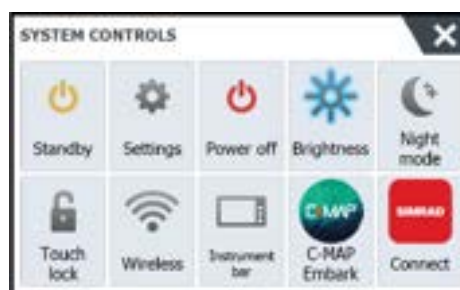 SYSTEM CONTROLS
Standby
Settings
Power off
Brightness
Night
mode
Touch
lock
Wireless
Instrument
bar
C-MAP
C-MAP
Embark
SIMRAD
Connect